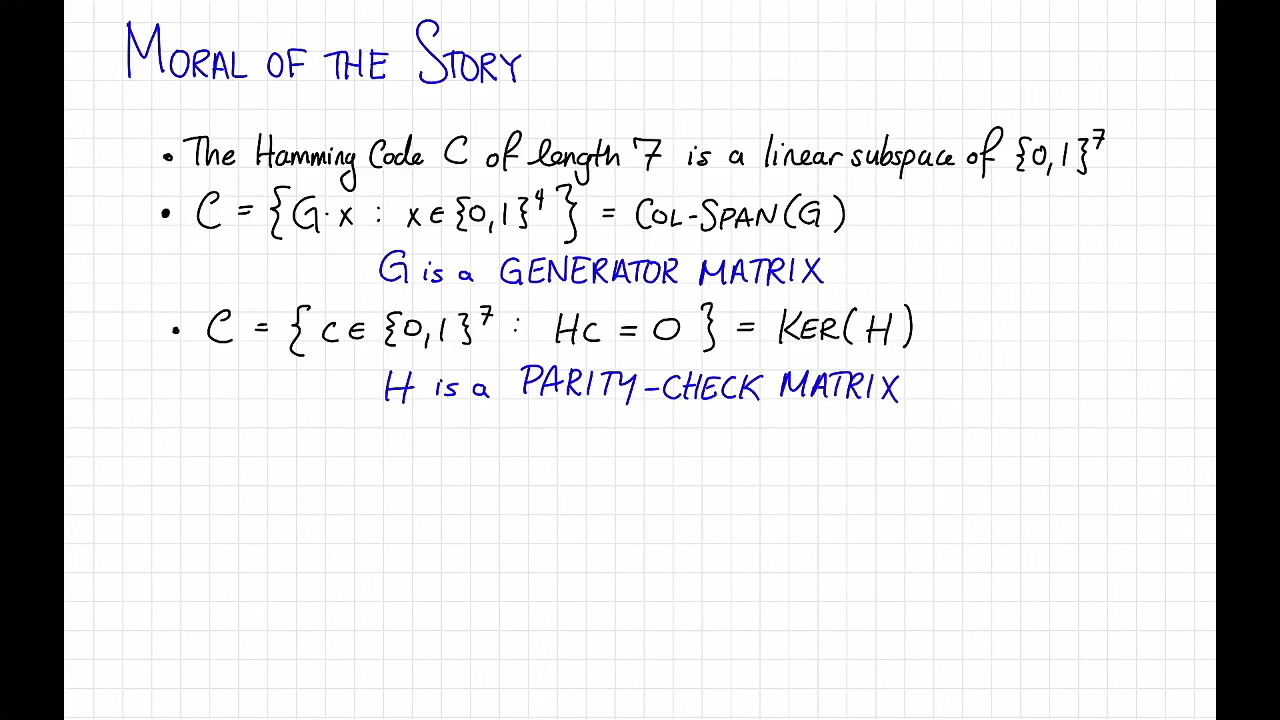 MORAL OF THE STORY
• The Hamming Code C of length 7 is a linear subspace of {0,1}⁷
• C = {G·x : x ∈ {0,1}⁴} = COL-SPAN(G)
G is a GENERATOR MATRIX
• C = {c ∈ {0,1}⁷ : Hc = 0} = KER(H)
H is a PARITY-CHECK MATRIX